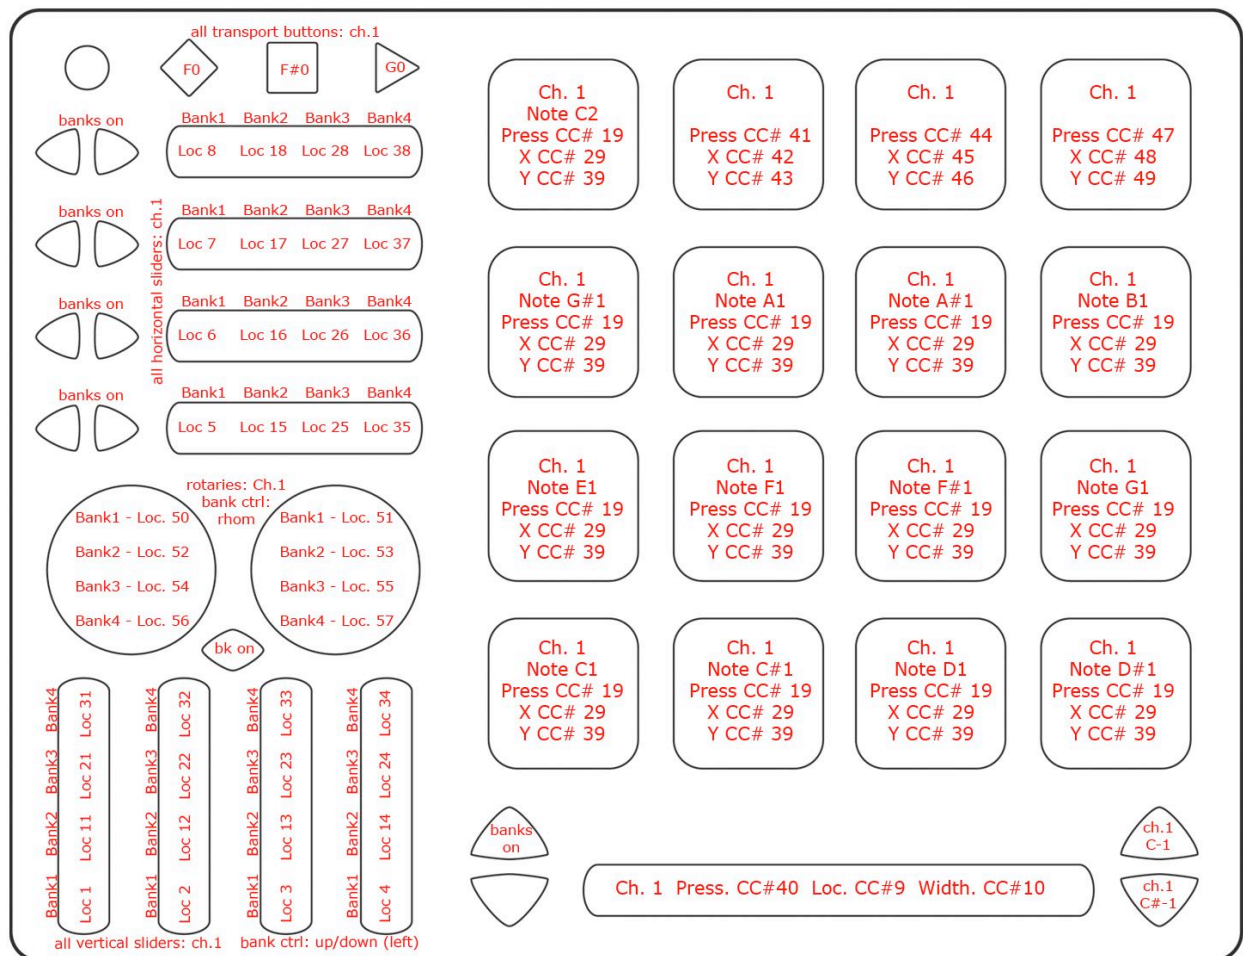 all transport buttons: ch.1
F0
F#0
G0
banks on
Bank1 Bank2 Bank3 Bank4
Loc 8 Loc 18 Loc 28 Loc 38
banks on
Bank1 Bank2 Bank3 Bank4
Loc 7 Loc 17 Loc 27 Loc 37
all horizontal sliders: ch.1
banks on
Bank1 Bank2 Bank3 Bank4
Loc 6 Loc 16 Loc 26 Loc 36
banks on
Bank1 Bank2 Bank3 Bank4
Loc 5 Loc 15 Loc 25 Loc 35
rotaries: Ch.1
bank ctrl:
rhom
Bank1 - Loc. 50
Bank2 - Loc. 52
Bank3 - Loc. 54
Bank4 - Loc. 56
Bank1 - Loc. 51
Bank2 - Loc. 53
Bank3 - Loc. 55
Bank4 - Loc. 57
bk on
Bank1 Bank2 Bank3 Bank4
Loc 1 Loc 11 Loc 21 Loc 31
Bank1 Bank2 Bank3 Bank4
Loc 2 Loc 12 Loc 22 Loc 32
Bank1 Bank2 Bank3 Bank4
Loc 3 Loc 13 Loc 23 Loc 33
Bank1 Bank2 Bank3 Bank4
Loc 4 Loc 14 Loc 24 Loc 34
all vertical sliders: ch.1
bank ctrl: up/down (left)
Ch. 1
Note C2
Press CC# 19
X CC# 29
Y CC# 39
Ch. 1
Press CC# 41
X CC# 42
Y CC# 43
Ch. 1
Press CC# 44
X CC# 45
Y CC# 46
Ch. 1
Press CC# 47
X CC# 48
Y CC# 49
Ch. 1
Note G#1
Press CC# 19
X CC# 29
Y CC# 39
Ch. 1
Note A1
Press CC# 19
X CC# 29
Y CC# 39
Ch. 1
Note A#1
Press CC# 19
X CC# 29
Y CC# 39
Ch. 1
Note B1
Press CC# 19
X CC# 29
Y CC# 39
Ch. 1
Note E1
Press CC# 19
X CC# 29
Y CC# 39
Ch. 1
Note F1
Press CC# 19
X CC# 29
Y CC# 39
Ch. 1
Note F#1
Press CC# 19
X CC# 29
Y CC# 39
Ch. 1
Note G1
Press CC# 19
X CC# 29
Y CC# 39
Ch. 1
Note C1
Press CC# 19
X CC# 29
Y CC# 39
Ch. 1
Note C#1
Press CC# 19
X CC# 29
Y CC# 39
Ch. 1
Note D1
Press CC# 19
X CC# 29
Y CC# 39
Ch. 1
Note D#1
Press CC# 19
X CC# 29
Y CC# 39
banks
on
Ch. 1 Press. CC#40 Loc. CC#9 Width. CC#10
ch.1
C-1
ch.1
C#-1